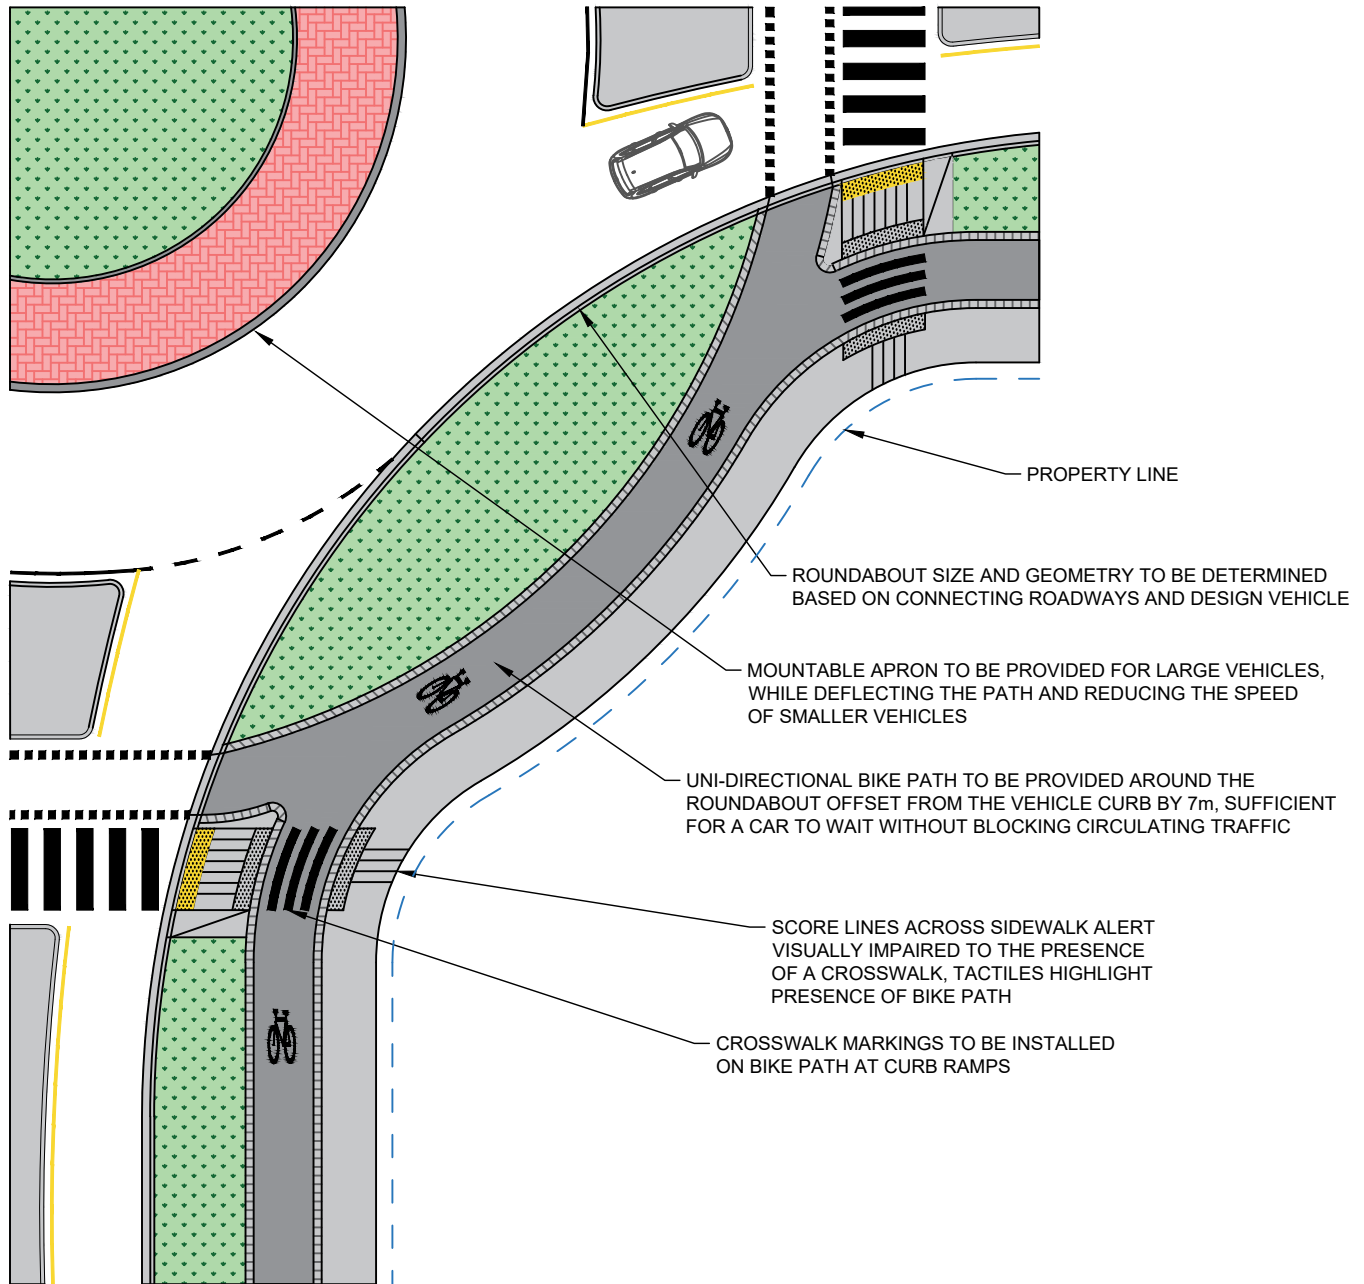 PROPERTY LINE
ROUNDABOUT SIZE AND GEOMETRY TO BE DETERMINED
BASED ON CONNECTING ROADWAYS AND DESIGN VEHICLE
MOUNTABLE APRON TO BE PROVIDED FOR LARGE VEHICLES,
WHILE DEFLECTING THE PATH AND REDUCING THE SPEED
OF SMALLER VEHICLES
UNI-DIRECTIONAL BIKE PATH TO BE PROVIDED AROUND THE
ROUNDABOUT OFFSET FROM THE VEHICLE CURB BY 7m, SUFFICIENT
FOR A CAR TO WAIT WITHOUT BLOCKING CIRCULATING TRAFFIC
SCORE LINES ACROSS SIDEWALK ALERT
VISUALLY IMPAIRED TO THE PRESENCE
OF A CROSSWALK, TACTILES HIGHLIGHT
PRESENCE OF BIKE PATH
CROSSWALK MARKINGS TO BE INSTALLED
ON BIKE PATH AT CURB RAMPS